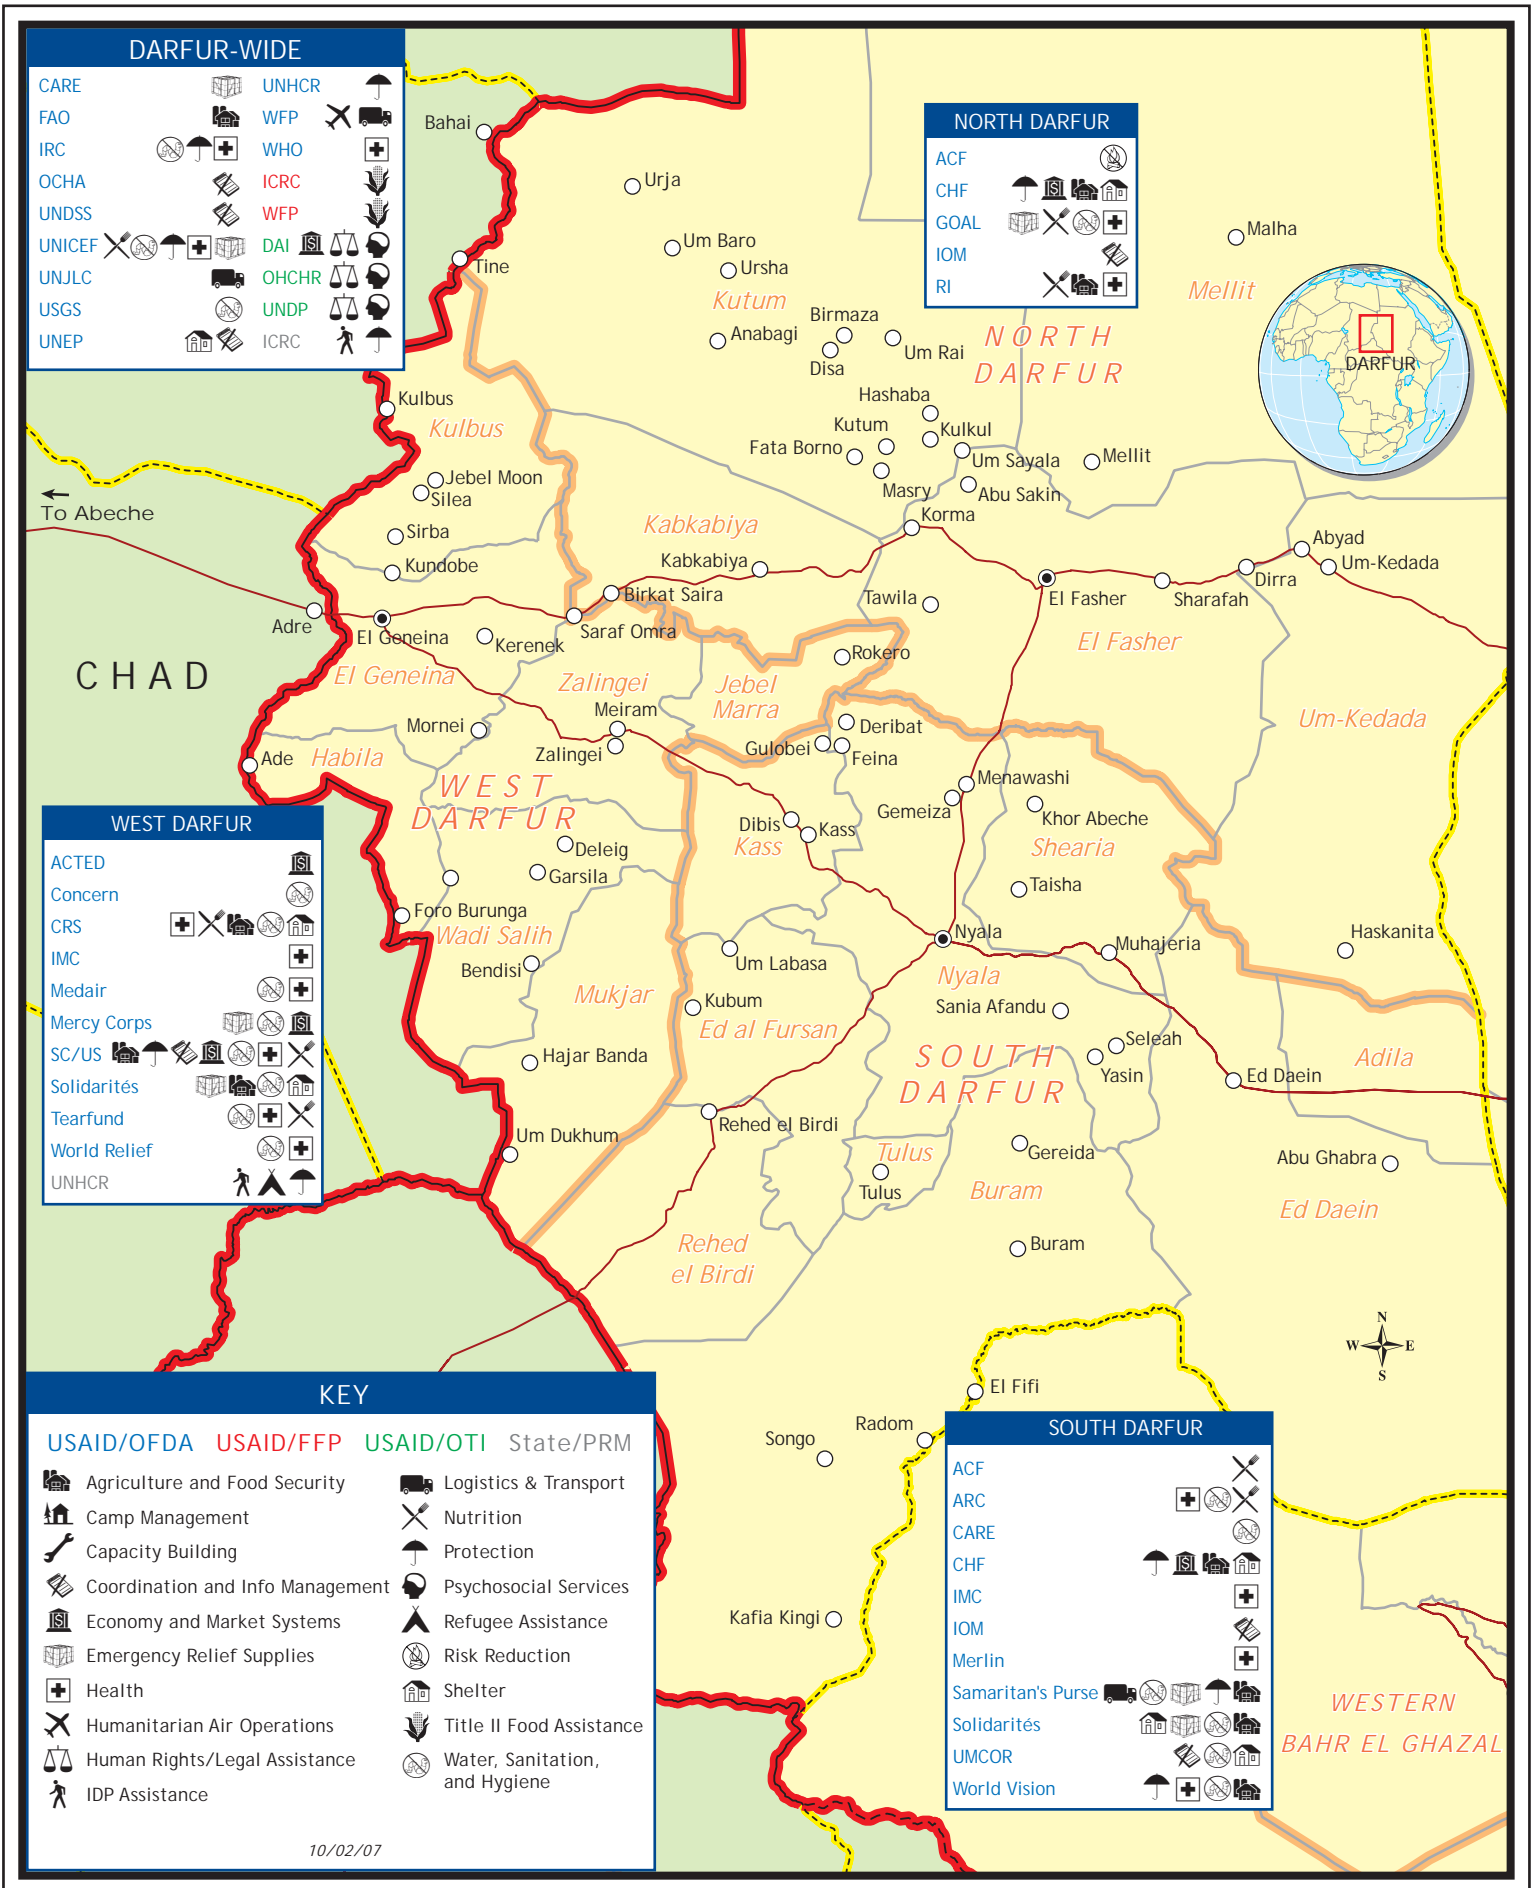 DARFUR-WIDE
CARE
FAO
IRC
OCHA
UNDSS
UNICEF
UNJLC
USGS
UNEP
UNHCR
WFP
WHO
ICRC
WFP
DAI
OHCHR
UNDP
ICRC
NORTH DARFUR
ACF
CHF
GOAL
IOM
RI
Bahai
Urja
Um Baro
Ursha
Kutum
Anabagi
Tine
Birmaza
Disa
Um Rai
NORTH
DARFUR
Malha
Mellit
DARFUR
Kulbus
Kulbus
Hashaba
Kutum
Kulkul
Fata Borno
Um Sayala
Mellit
Masry
Abu Sakin
Jebel Moon
Silea
To Abeche
Sirba
Kundobe
Kabkabiya
Kabkabiya
Korma
Abyad
Um-Kedada
Dirra
Birkat Saira
Tawila
El Fasher
Sharafah
Adre
El Geneina
Kerenek
Saraf Omra
El Fasher
Rokero
CHAD
El Geneina
Zalingei
Jebel
Marra
Meiram
Mornei
Zalingei
Deribat
Gulobei
Feina
Um-Kedada
Ade
Habila
WEST
DARFUR
Menawashi
Gemeiza
Khor Abeche
Dibis
Kass
Kass
Shearia
WEST DARFUR
ACTED
Concern
CRS
IMC
Medair
Mercy Corps
SC/US
Solidarités
Tearfund
World Relief
UNHCR
Deleig
Garsila
Taisha
Foro Burunga
Wadi Salih
Nyala
Muhajeria
Haskanita
Bendisi
Um Labasa
Nyala
Mukjar
Kubum
Ed al Fursan
Sania Afandu
Seleah
Yasin
Hajar Banda
SOUTH
DARFUR
Adila
Ed Daein
Rehed el Birdi
Um Dukhum
Tulus
Tulus
Gereida
Abu Ghabra
Buram
Ed Daein
Rehed
el Birdi
Buram
N
W
E
S
El Fifi
Radom
Songo
Kafia Kingi
KEY
USAID/OFDA USAID/FFP USAID/OTI State/PRM
Agriculture and Food Security
Camp Management
Capacity Building
Coordination and Info Management
Economy and Market Systems
Emergency Relief Supplies
Health
Humanitarian Air Operations
Human Rights/Legal Assistance
IDP Assistance
Logistics & Transport
Nutrition
Protection
Psychosocial Services
Refugee Assistance
Risk Reduction
Shelter
Title II Food Assistance
Water, Sanitation,
and Hygiene
10/02/07
SOUTH DARFUR
ACF
ARC
CARE
CHF
IMC
IOM
Merlin
Samaritan's Purse
Solidarités
UMCOR
World Vision
WESTERN
BAHR EL GHAZAL